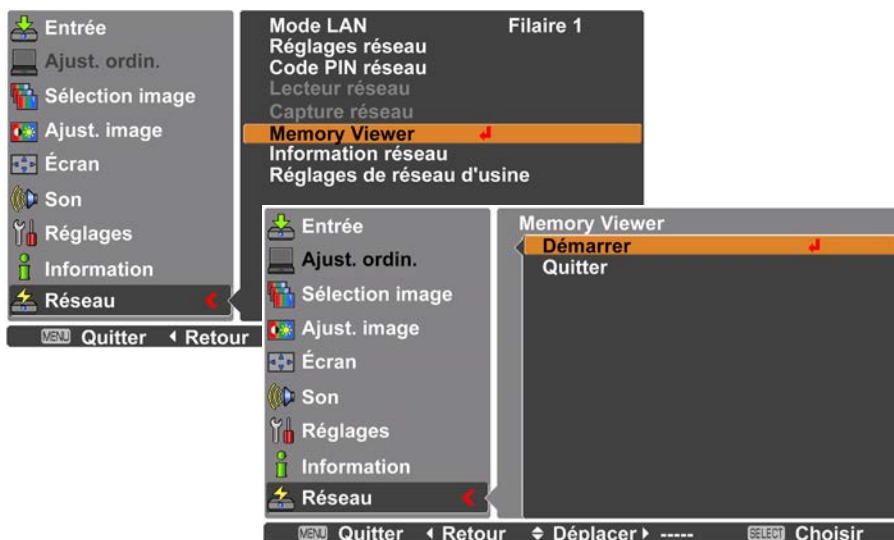 Entrée
Ajust. ordin.
Sélection image
Ajust. image
Écran
Son
Réglages
Information
Réseau
Mode LAN Filaire 1
Réglages réseau
Code PIN réseau
Lecteur réseau
Capture réseau
Memory Viewer
Information réseau
Réglages de réseau d'usine
MENU Quitter Retour
Entrée
Ajust. ordin.
Sélection image
Ajust. image
Écran
Son
Réglages
Information
Réseau
Memory Viewer
Démarrer
Quitter
MENU Quitter Retour Déplacer ----- SELECT Choisir